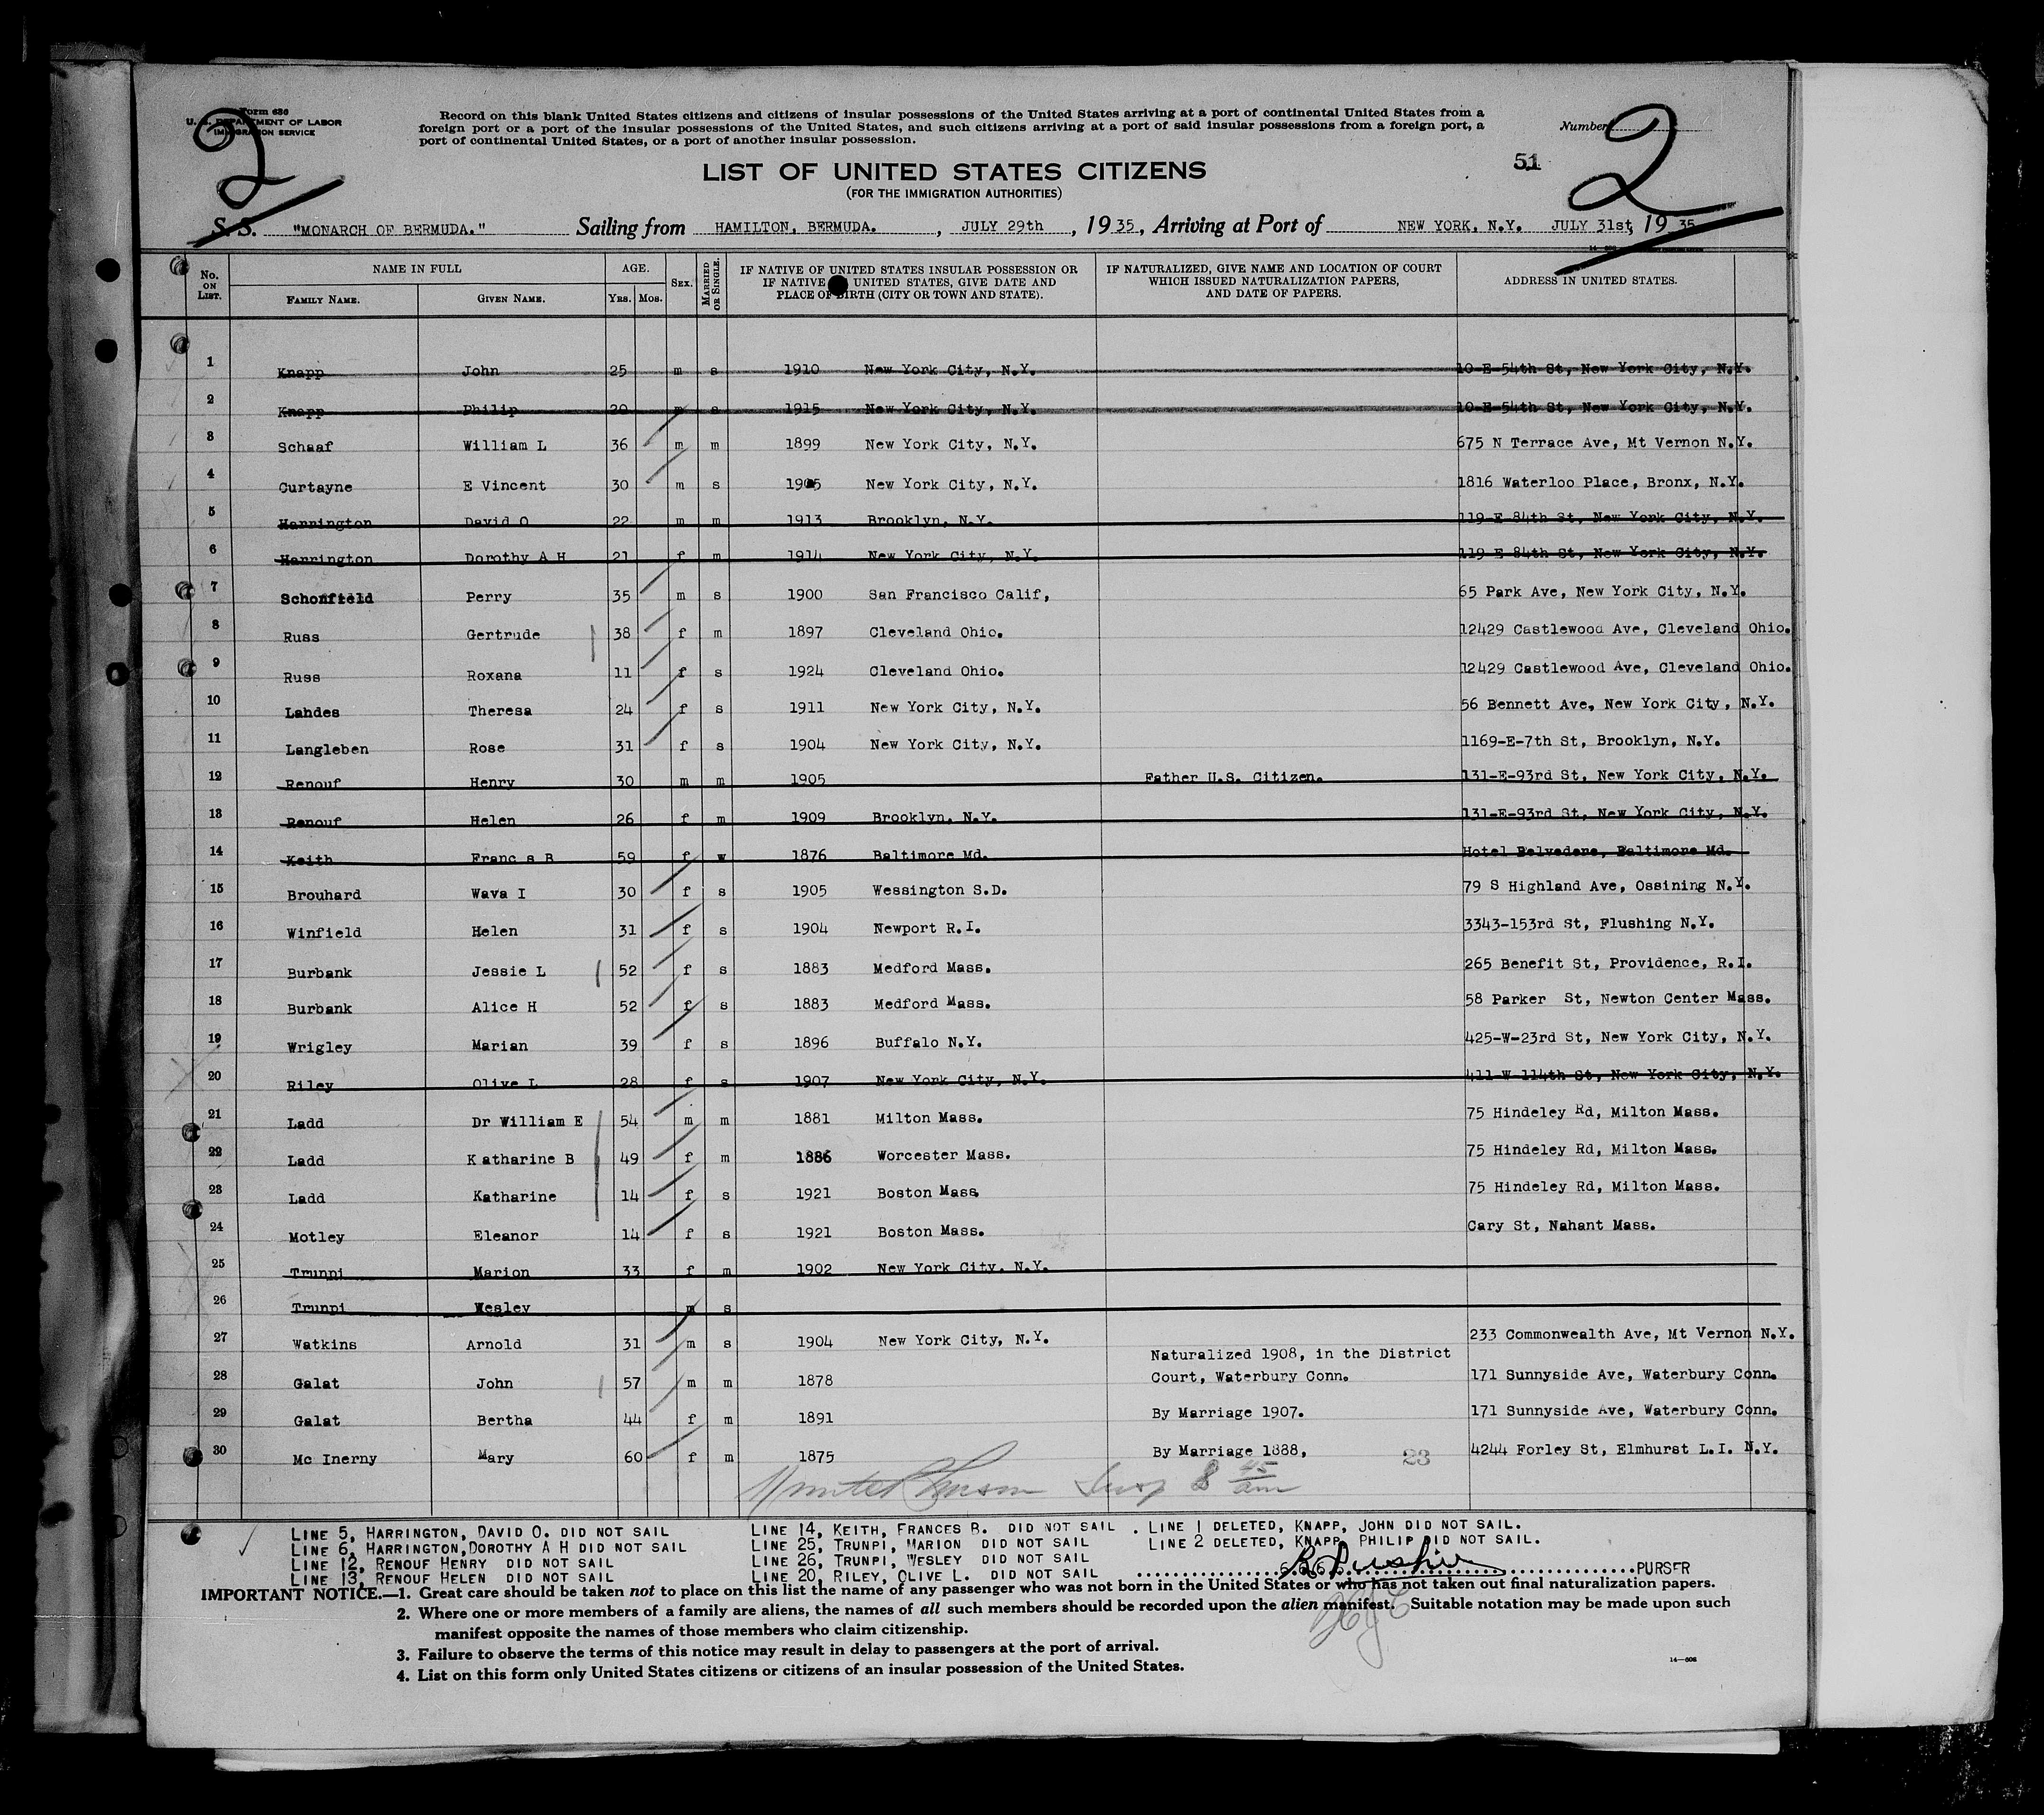 Form 630
U. S. DEPARTMENT OF LABOR
IMMIGRATION SERVICE
2
Record on this blank United States citizens and citizens of insular possessions of the United States arriving at a port of continental United States from a
foreign port or a port of the insular possessions of the United States, and such citizens arriving at a port of said insular possessions from a foreign port, a
port of continental United States, or a port of another insular possession.
Number
2
51
LIST OF UNITED STATES CITIZENS
(FOR THE IMMIGRATION AUTHORITIES)
S. S. "MONARCH OF BERMUDA." Sailing from HAMILTON, BERMUDA. , JULY 29th , 19 35, Arriving at Port of NEW YORK, N.Y. JULY 31st, 19 35
No. ON LIST. NAME IN FULL AGE. SEX. MARRIED OR SINGLE. IF NATIVE OF UNITED STATES INSULAR POSSESSION OR IF NATIVE UNITED STATES, GIVE DATE AND PLACE OF BIRTH (CITY OR TOWN AND STATE). IF NATURALIZED, GIVE NAME AND LOCATION OF COURT WHICH ISSUED NATURALIZATION PAPERS, AND DATE OF PAPERS. ADDRESS IN UNITED STATES.
FAMILY NAME. GIVEN NAME. YRS. MOS.
1 Knapp John 25 m s 1910 New York City, N.Y. 10-E-54th St, New York City, N.Y.
2 Knapp Philip 20 m s 1915 New York City, N.Y. 10-E-54th St, New York City, N.Y.
3 Schaaf William L 36 m m 1899 New York City, N.Y. 675 N Terrace Ave, Mt Vernon N.Y.
4 Curtayne E Vincent 30 m s 1905 New York City, N.Y. 1816 Waterloo Place, Bronx, N.Y.
5 Harrington David O 22 m m 1913 Brooklyn, N.Y. 119-E-84th St, New York City, N.Y.
6 Harrington Dorothy A H 21 f m 1914 New York City, N.Y. 119 E 84th St, New York City, N.Y.
7 Schonfield Perry 35 m s 1900 San Francisco Calif, 65 Park Ave, New York City, N.Y.
8 Russ Gertrude 38 f m 1897 Cleveland Ohio. 12429 Castlewood Ave, Cleveland Ohio.
9 Russ Roxana 11 f s 1924 Cleveland Ohio. 12429 Castlewood Ave, Cleveland Ohio.
10 Lahdes Theresa 24 f s 1911 New York City, N.Y. 56 Bennett Ave, New York City, N.Y.
11 Langleben Rose 31 f s 1904 New York City, N.Y. 1169-E-7th St, Brooklyn, N.Y.
12 Renouf Henry 30 m m 1905 Father U.S. Citizen. 131-E-93rd St, New York City, N.Y.
13 Renouf Helen 26 f m 1909 Brooklyn, N.Y. 131-E-93rd St, New York City, N.Y.
14 Keith Franc s B 59 f w 1876 Baltimore Md. Hotel Belvedere, Baltimore Md.
15 Brouhard Wava I 30 f s 1905 Wessington S.D. 79 S Highland Ave, Ossining N.Y.
16 Winfield Helen 31 f s 1904 Newport R.I. 3343-153rd St, Flushing N.Y.
17 Burbank Jessie L 52 f s 1883 Medford Mass. 265 Benefit St, Providence, R.I.
18 Burbank Alice H 52 f s 1883 Medford Mass. 58 Parker St, Newton Center Mass.
19 Wrigley Marian 39 f s 1896 Buffalo N.Y. 425-W-23rd St, New York City, N.Y.
20 Riley Olive L 28 f s 1907 New York City, N.Y. 411-W-114th St, New York City, N.Y.
21 Ladd Dr William E 54 m m 1881 Milton Mass. 75 Hindeley Rd, Milton Mass.
22 Ladd Katharine B 49 f m 1886 Worcester Mass. 75 Hindeley Rd, Milton Mass.
23 Ladd Katharine 14 f s 1921 Boston Mass 75 Hindeley Rd, Milton Mass.
24 Motley Eleanor 14 f s 1921 Boston Mass. Cary St, Nahant Mass.
25 Trunpi Marion 33 f m 1902 New York City, N.Y.
26 Trunpi Wesley m s
27 Watkins Arnold 31 m s 1904 New York City, N.Y. 233 Commonwealth Ave, Mt Vernon N.Y.
Naturalized 1908, in the District
28 Galat John 57 m m 1878 Court, Waterbury Conn. 171 Sunnyside Ave, Waterbury Conn.
29 Galat Bertha 44 f m 1891 By Marriage 1907. 171 Sunnyside Ave, Waterbury Conn.
30 Mc Inerny Mary 60 f m 1875 By Marriage 1888, 23 4244 Forley St, Elmhurst L.I. N.Y.
Insp 8 45 am
LINE 5, HARRINGTON, DAVID O. DID NOT SAIL LINE 14, KEITH, FRANCES B. DID NOT SAIL . LINE 1 DELETED, KNAPP, JOHN DID NOT SAIL.
LINE 6, HARRINGTON,DOROTHY A H DID NOT SAIL LINE 25, TRUNPI, MARION DID NOT SAIL LINE 2 DELETED, KNAPP, PHILIP DID NOT SAIL.
LINE 12, RENOUF HENRY DID NOT SAIL LINE 26, TRUNPI, WESLEY DID NOT SAIL
LINE 13, RENOUF HELEN DID NOT SAIL LINE 20, RILEY, OLIVE L. DID NOT SAIL PURSER
IMPORTANT NOTICE.—1. Great care should be taken not to place on this list the name of any passenger who was not born in the United States or who has not taken out final naturalization papers.
2. Where one or more members of a family are aliens, the names of all such members should be recorded upon the alien manifest. Suitable notation may be made upon such
manifest opposite the names of those members who claim citizenship.
3. Failure to observe the terms of this notice may result in delay to passengers at the port of arrival.
4. List on this form only United States citizens or citizens of an insular possession of the United States.
14—606